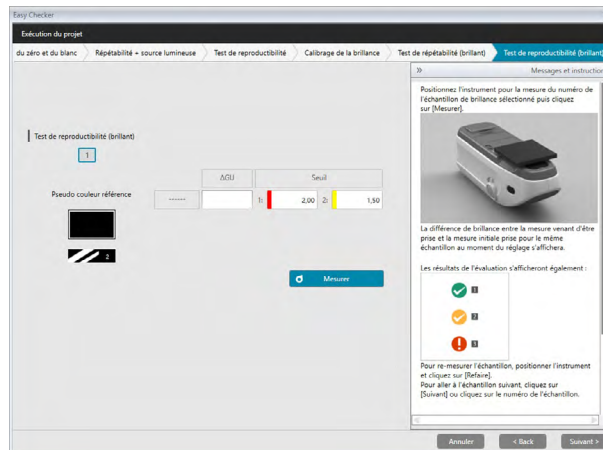 Easy Checker
Exécution du projet
du zéro et du blanc
Répétabilité + source lumineuse
Test de reproductibilité
Calibrage de la brillance
Test de répétabilité (brillant)
Test de reproductibilité (brillant)
» Messages et instruction
Test de reproductibilité (brillant)
1
ΔGU Seuil
Pseudo couleur référence
------ 1: 2,00 2: 1,50
2
Mesurer
Positionnez l'instrument pour la mesure du numéro de
l'échantillon de brillance sélectionné puis cliquez
sur [Mesurer].
La différence de brillance entre la mesure venant d'être
prise et la mesure initiale prise pour le même
échantillon au moment du réglage s'affichera.
Les résultats de l'évaluation s'afficheront également :
1
2
3
Pour re-mesurer l'échantillon, positionner l'instrument
et cliquez sur [Refaire].
Pour aller à l'échantillon suivant, cliquez sur
[Suivant] ou cliquez sur le numéro de l'échantillon.
Annuler
< Back
Suivant >